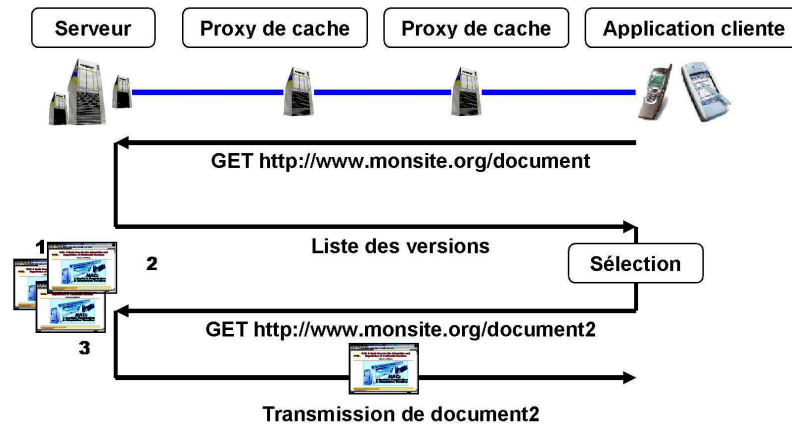 Serveur
Proxy de cache
Proxy de cache
Application cliente
GET http://www.monsite.org/document
Liste des versions
1
2
3
Sélection
GET http://www.monsite.org/document2
Transmission de document2